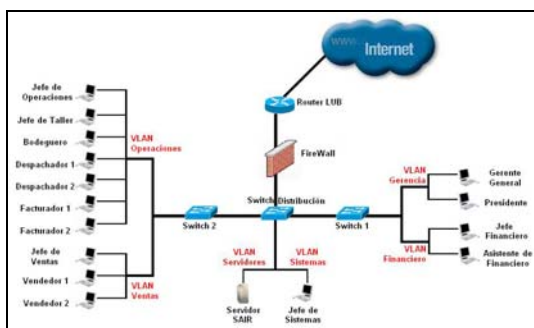 www.
Internet
Router LUB
FireWall
Switch Distribución
Switch 2
Switch 1
Jefe de
Operaciones
Jefe de Taller
Bodeguero
Despachador 1
Despachador 2
Facturador 1
Facturador 2
VLAN
Operaciones
Jefe de
Ventas
Vendedor 1
Vendedor 2
VLAN
Ventas
VLAN
Servidores
VLAN
Sistemas
Servidor
SAIR
Jefe de
Sistemas
VLAN
Gerencia
Gerente
General
Presidente
VLAN
Financiero
Jefe
Financiero
Asistente de
Financiero